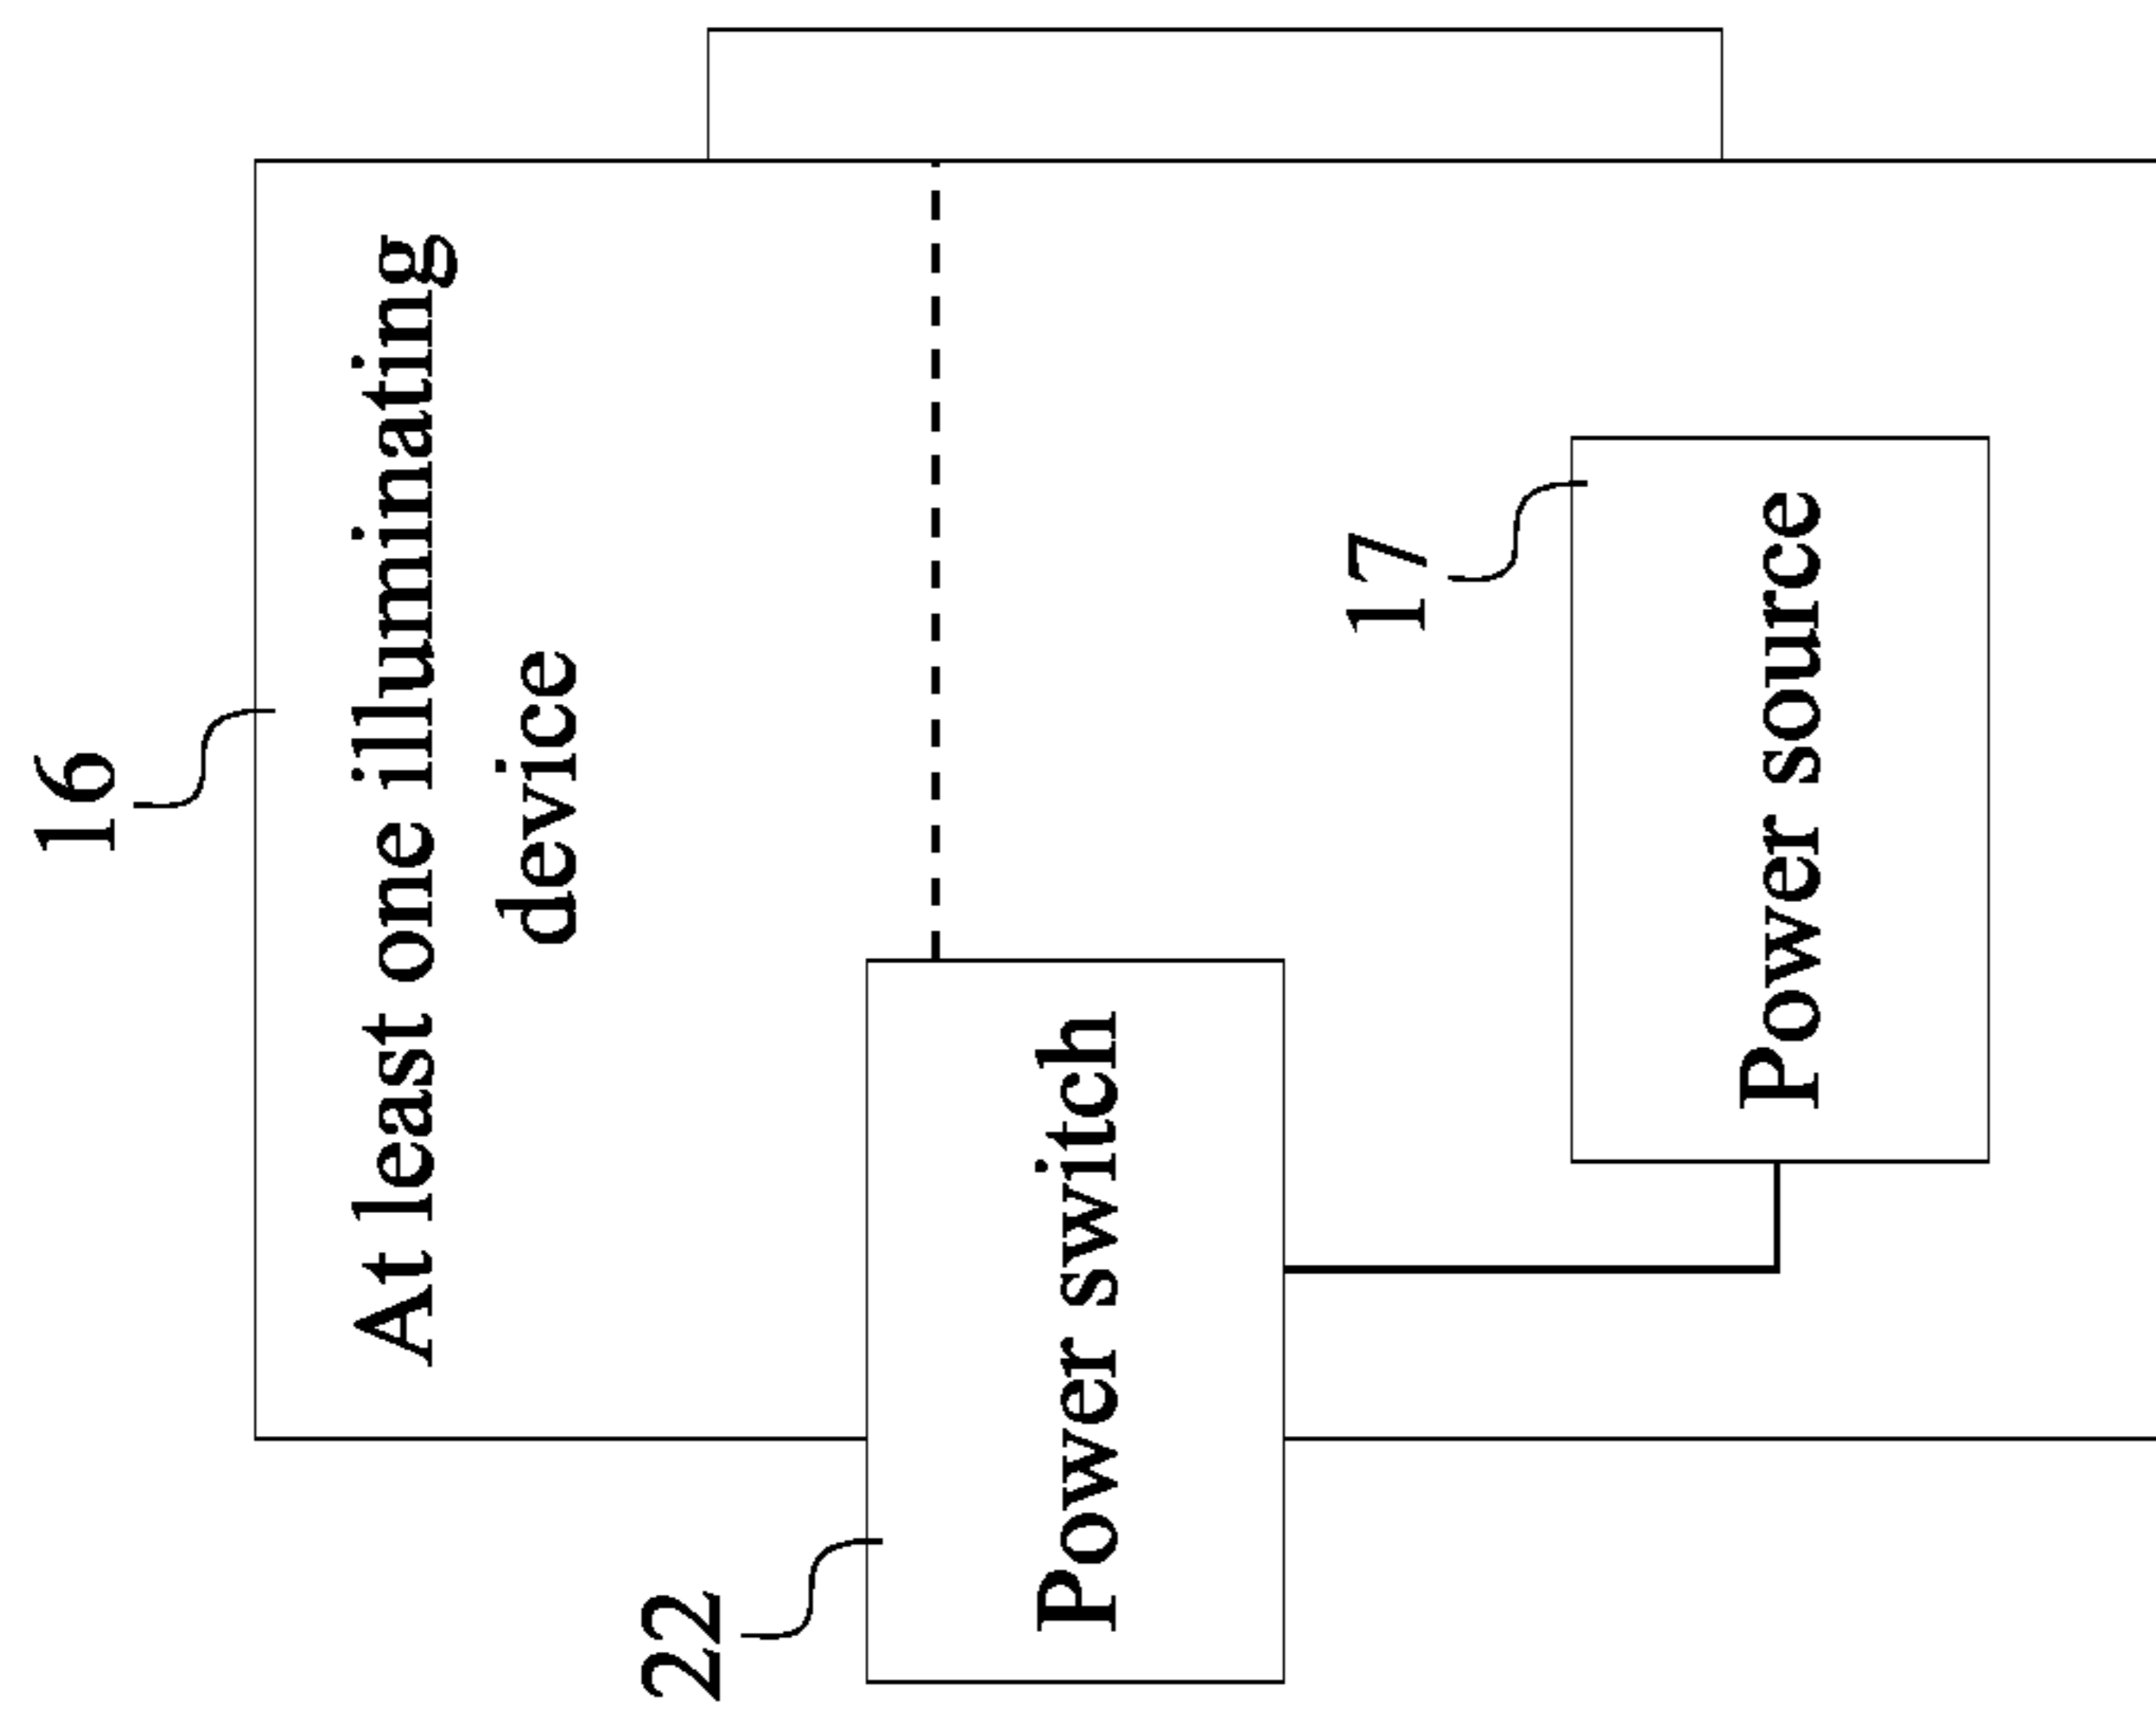 16
At least one illuminating
device
22
Power switch
17
Power source